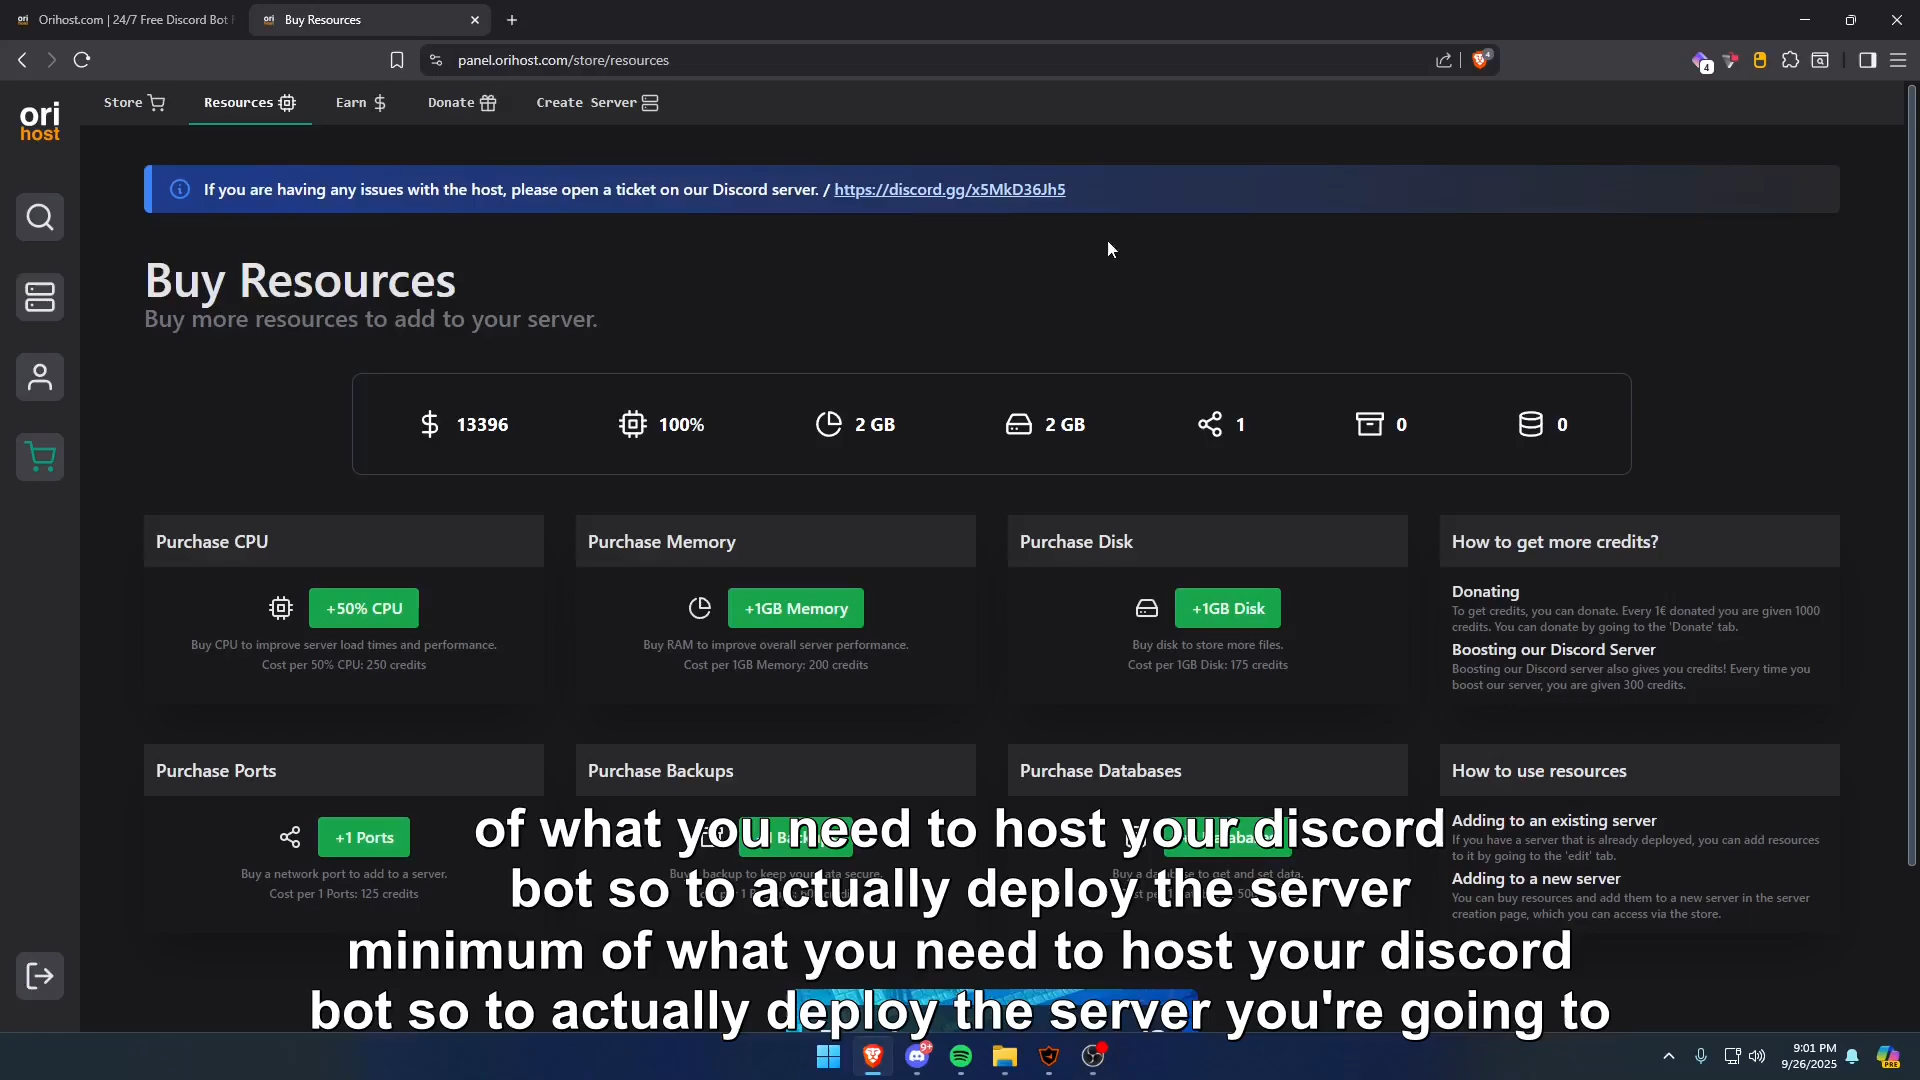 Orihost.com | 24/7 Free Discord Bot
Buy Resources
panel.orihost.com/store/resources
4
4
ori
host
Store
Resources
Earn
Donate
Create Server
If you are having any issues with the host, please open a ticket on our Discord server. / https://discord.gg/x5MkD36Jh5
Buy Resources
Buy more resources to add to your server.
13396
100%
2 GB
2 GB
1
0
0
Purchase CPU
+50% CPU
Buy CPU to improve server load times and performance.
Cost per 50% CPU: 250 credits
Purchase Memory
+1GB Memory
Buy RAM to improve overall server performance.
Cost per 1GB Memory: 200 credits
Purchase Disk
+1GB Disk
Buy disk to store more files.
Cost per 1GB Disk: 175 credits
How to get more credits?
Donating
To get credits, you can donate. Every 1€ donated you are given 1000
credits. You can donate by going to the 'Donate' tab.
Boosting our Discord Server
Boosting our Discord server also gives you credits! Every time you
boost our server, you are given 300 credits.
Purchase Ports
+1 Ports
Buy a network port to add to a server.
Cost per 1 Ports: 125 credits
Purchase Backups
Purchase Databases
How to use resources
Adding to an existing server
If you have a server that is already deployed, you can add resources
to it by going to the 'edit' tab.
Adding to a new server
You can buy resources and add them to a new server in the server
creation page, which you can access via the store.
of what you need to host your discord
bot so to actually deploy the server
minimum of what you need to host your discord
bot so to actually deploy the server you're going to
9+
9:01 PM
9/26/2025
PRE